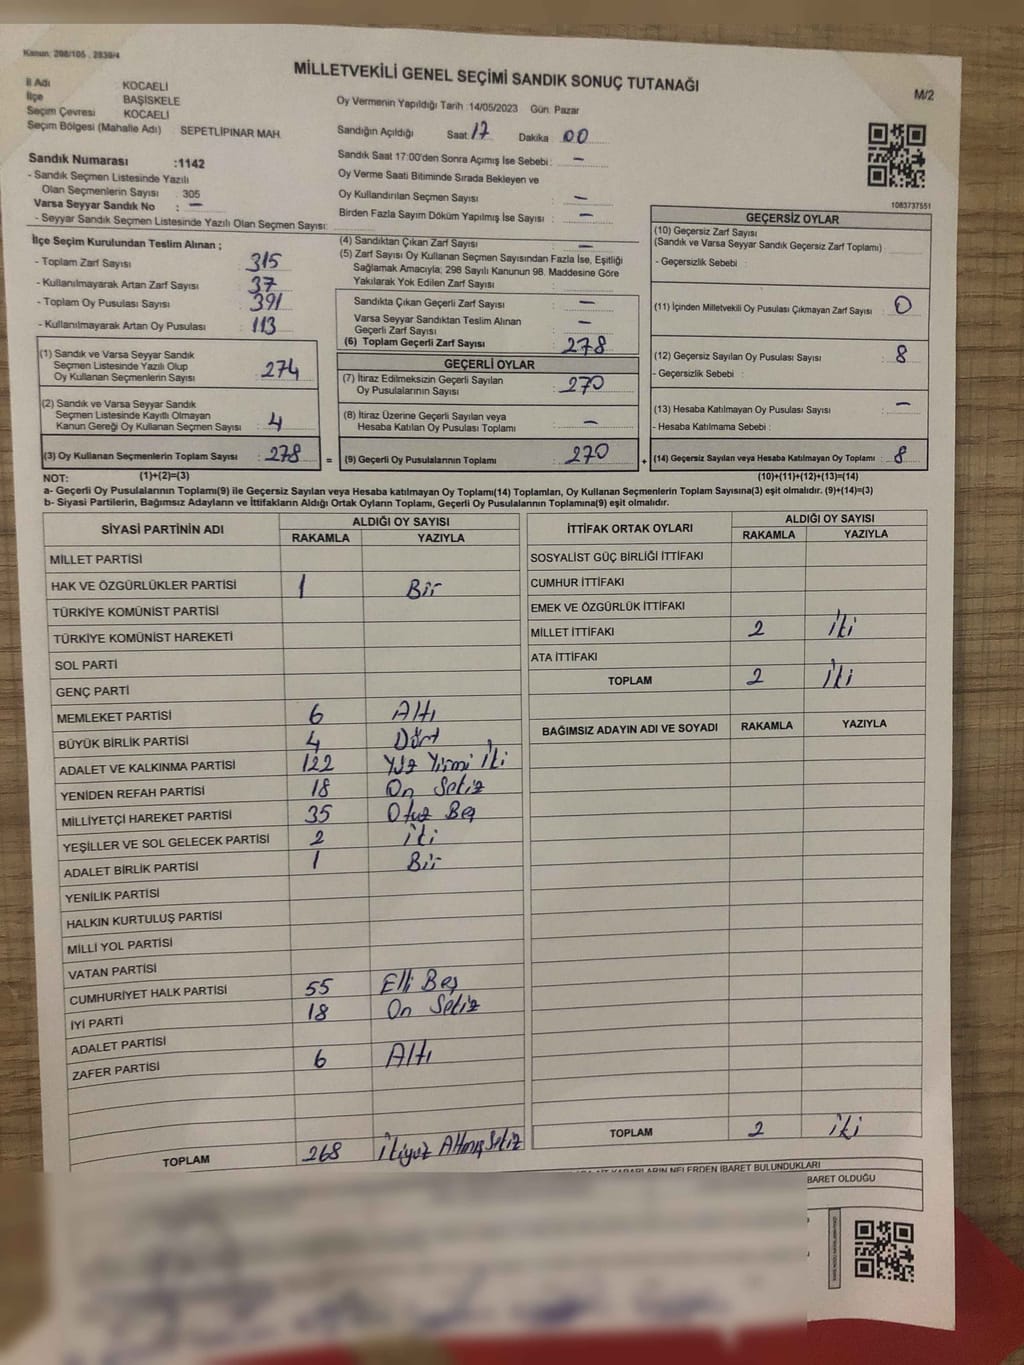 Kanun: 298/105 , 2839/4
MİLLETVEKİLİ GENEL SEÇİMİ SANDIK SONUÇ TUTANAĞI
M/2
İl Adı : KOCAELİ
İlçe : BAŞİSKELE
Seçim Çevresi : KOCAELİ
Seçim Bölgesi (Mahalle Adı) : SEPETLİPINAR MAH.
Sandık Numarası :1142
- Sandık Seçmen Listesinde Yazılı
Olan Seçmenlerin Sayısı : 305
Varsa Seyyar Sandık No : -
- Seyyar Sandık Seçmen Listesinde Yazılı Olan Seçmen Sayısı:
Oy Vermenin Yapıldığı Tarih :14/05/2023 Gün: Pazar
Sandığın Açıldığı Saat 17 Dakika 00
Sandık Saat 17:00'den Sonra Açımış İse Sebebi : -
Oy Verme Saati Bitiminde Sırada Bekleyen ve
Oy Kullandırılan Seçmen Sayısı : -
Birden Fazla Sayım Döküm Yapılmış İse Sayısı : -
1083737551
İlçe Seçim Kurulundan Teslim Alınan ;
- Toplam Zarf Sayısı : 315
- Kullanılmayarak Artan Zarf Sayısı : 37
- Toplam Oy Pusulası Sayısı : 391
- Kullanılmayarak Artan Oy Pusulası : 113
(1) Sandık ve Varsa Seyyar Sandık
Seçmen Listesinde Yazılı Olup
Oy Kullanan Seçmenlerin Sayısı : 274
(2) Sandık ve Varsa Seyyar Sandık
Seçmen Listesinde Kayıtlı Olmayan
Kanun Gereği Oy Kullanan Seçmen Sayısı : 4
(3) Oy Kullanan Seçmenlerin Toplam Sayısı : 278 =
(1)+(2)=(3)
(4) Sandıktan Çıkan Zarf Sayısı : -
(5) Zarf Sayısı Oy Kullanan Seçmen Sayısından Fazla İse, Eşitliği
Sağlamak Amacıyla; 298 Sayılı Kanunun 98. Maddesine Göre
Yakılarak Yok Edilen Zarf Sayısı :
Sandıkta Çıkan Geçerli Zarf Sayısı : -
Varsa Seyyar Sandıktan Teslim Alınan
Geçerli Zarf Sayısı : -
(6) Toplam Geçerli Zarf Sayısı : 278
GEÇERLİ OYLAR
(7) İtiraz Edilmeksizin Geçerli Sayılan
Oy Pusulalarının Sayısı : 270
(8) İtiraz Üzerine Geçerli Sayılan veya
Hesaba Katılan Oy Pusulası Toplamı : -
(9) Geçerli Oy Pusulalarının Toplamı : 270 +
GEÇERSİZ OYLAR
(10) Geçersiz Zarf Sayısı
(Sandık ve Varsa Seyyar Sandık Geçersiz Zarf Toplamı)
- Geçersizlik Sebebi :
(11) İçinden Milletvekili Oy Pusulası Çıkmayan Zarf Sayısı : 0
(12) Geçersiz Sayılan Oy Pusulası Sayısı : 8
- Geçersizlik Sebebi :
(13) Hesaba Katılmayan Oy Pusulası Sayısı : -
- Hesaba Katılmama Sebebi :
(14) Geçersiz Sayılan veya Hesaba Katılmayan Oy Toplamı : 8
(10)+(11)+(12)+(13)=(14)
NOT:
a- Geçerli Oy Pusulalarının Toplamı(9) ile Geçersiz Sayılan veya Hesaba katılmayan Oy Toplamı(14) Toplamları, Oy Kullanan Seçmenlerin Toplam Sayısına(3) eşit olmalıdır. (9)+(14)=(3)
b- Siyasi Partilerin, Bağımsız Adayların ve İttifakların Aldığı Ortak Oyların Toplamı, Geçerli Oy Pusulalarının Toplamına(9) eşit olmalıdır.
SİYASİ PARTİNİN ADI ALDIĞI OY SAYISI
RAKAMLA YAZIYLA
MİLLET PARTİSİ
HAK VE ÖZGÜRLÜKLER PARTİSİ 1 Bir
TÜRKİYE KOMÜNİST PARTİSİ
TÜRKİYE KOMÜNİST HAREKETİ
SOL PARTİ
GENÇ PARTİ
MEMLEKET PARTİSİ 6 Altı
BÜYÜK BİRLİK PARTİSİ 4 Dört
ADALET VE KALKINMA PARTİSİ 122 Yüz Yirmi İki
YENİDEN REFAH PARTİSİ 18 On Sekiz
MİLLİYETÇİ HAREKET PARTİSİ 35 Otuz Beş
YEŞİLLER VE SOL GELECEK PARTİSİ 2 İki
ADALET BİRLİK PARTİSİ 1 Bir
YENİLİK PARTİSİ
HALKIN KURTULUŞ PARTİSİ
MİLLİ YOL PARTİSİ
VATAN PARTİSİ
CUMHURİYET HALK PARTİSİ 55 Elli Beş
İYİ PARTİ 18 On Sekiz
ADALET PARTİSİ
ZAFER PARTİSİ 6 Altı
TOPLAM 268 İkiyüz Altmış Sekiz
İTTİFAK ORTAK OYLARI ALDIĞI OY SAYISI
RAKAMLA YAZIYLA
SOSYALİST GÜÇ BİRLİĞİ İTTİFAKI
CUMHUR İTTİFAKI
EMEK VE ÖZGÜRLÜK İTTİFAKI
MİLLET İTTİFAKI 2 İki
ATA İTTİFAKI
TOPLAM 2 İki
BAĞIMSIZ ADAYIN ADI VE SOYADI RAKAMLA YAZIYLA
TOPLAM 2 İki
NELERDEN İBARET BULUNDUKLARI
BARET OLDUĞU